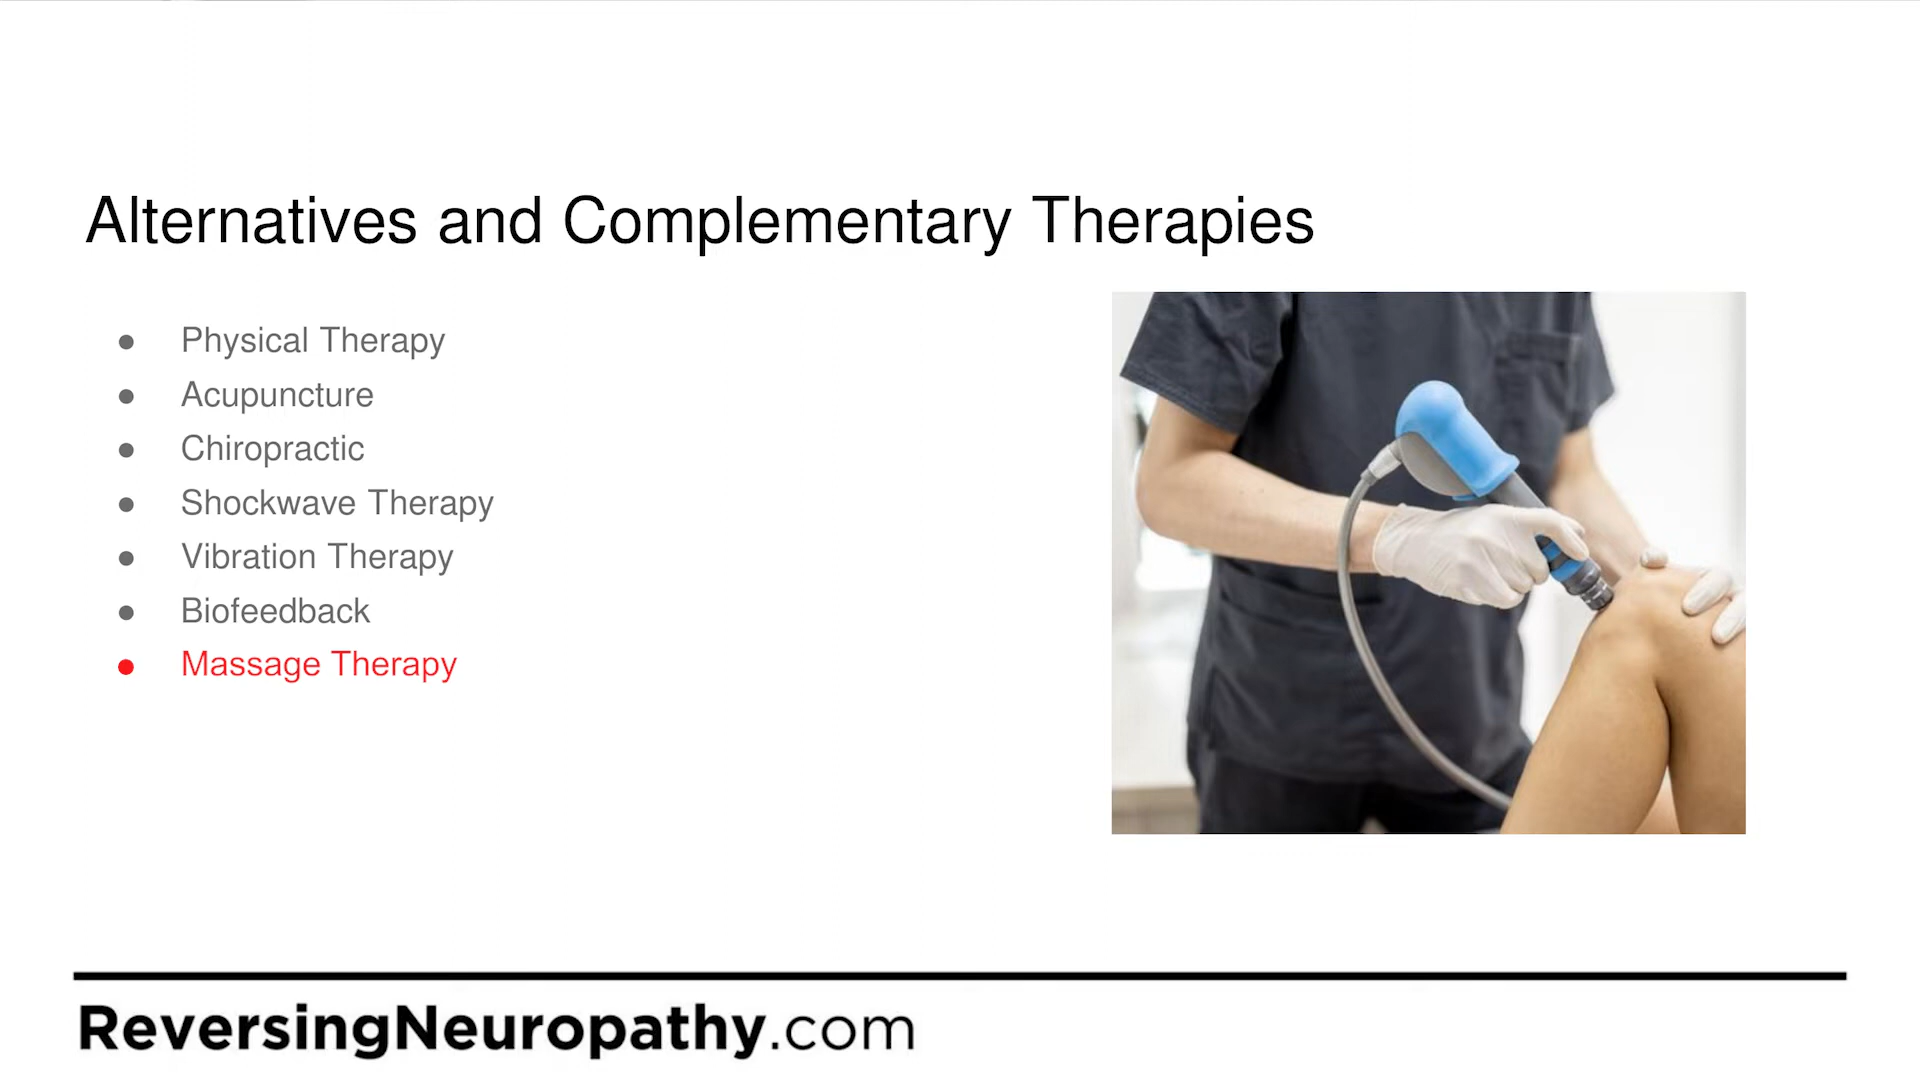 Alternatives and Complementary Therapies
● Physical Therapy
● Acupuncture
● Chiropractic
● Shockwave Therapy
● Vibration Therapy
● Biofeedback
● Massage Therapy
ReversingNeuropathy.com